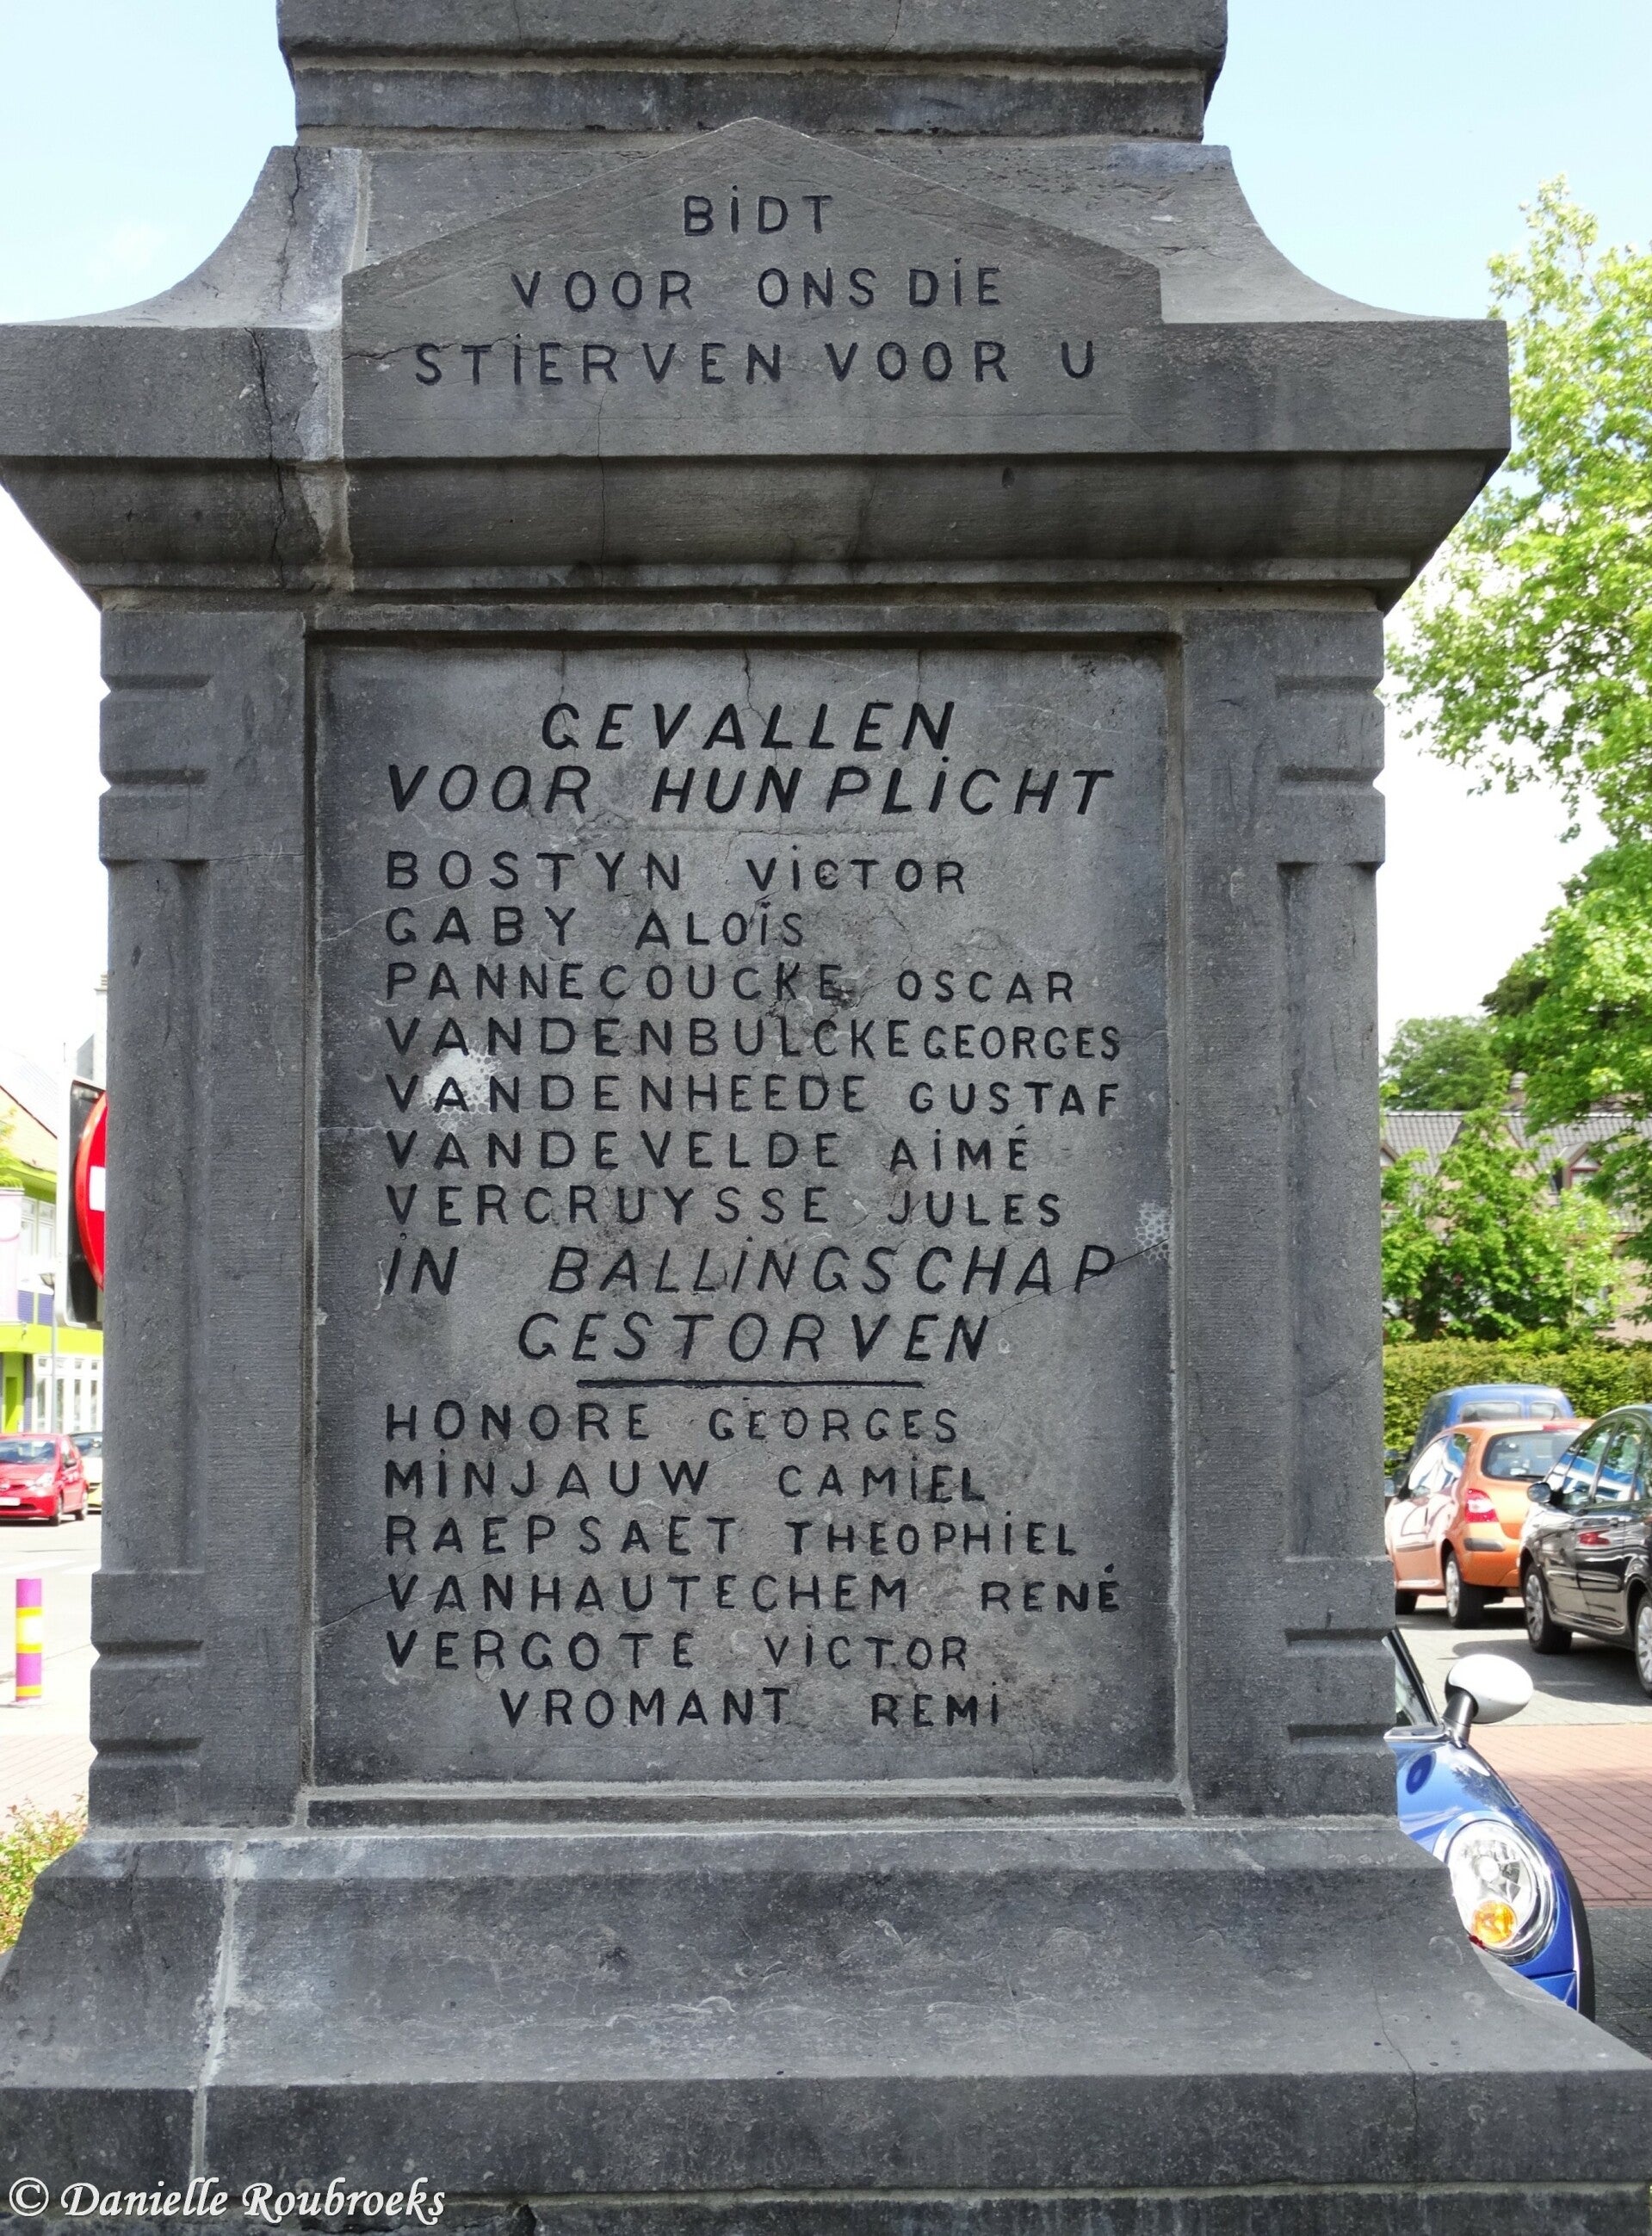 BIDT
VOOR ONS DIE
STIERVEN VOOR U
GEVALLEN
VOOR HUN PLICHT
BOSTYN VICTOR
GABY ALOÏS
PANNECOUCKE OSCAR
VANDENBULCKE GEORGES
VANDENHEEDE GUSTAF
VANDEVELDE AIMÉ
VERCRUYSSE JULES
IN BALLINGSCHAP
GESTORVEN
HONORE GEORGES
MINJAUW CAMIEL
RAEPSAET THEOPHIEL
VANHAUTECHEM RENÉ
VERGOTE VICTOR
VROMANT REMI
© Danielle Roubroeks